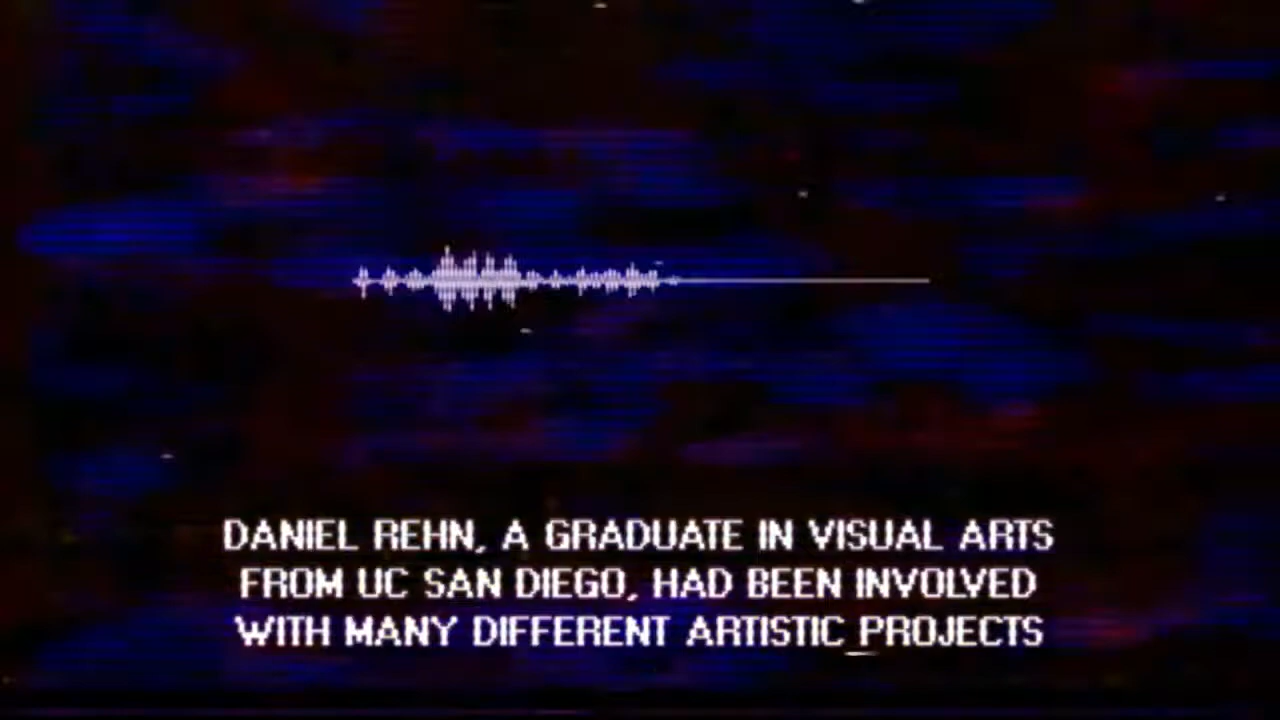 DANIEL REHN, A GRADUATE IN VISUAL ARTS
FROM UC SAN DIEGO, HAD BEEN INVOLVED
WITH MANY DIFFERENT ARTISTIC PROJECTS